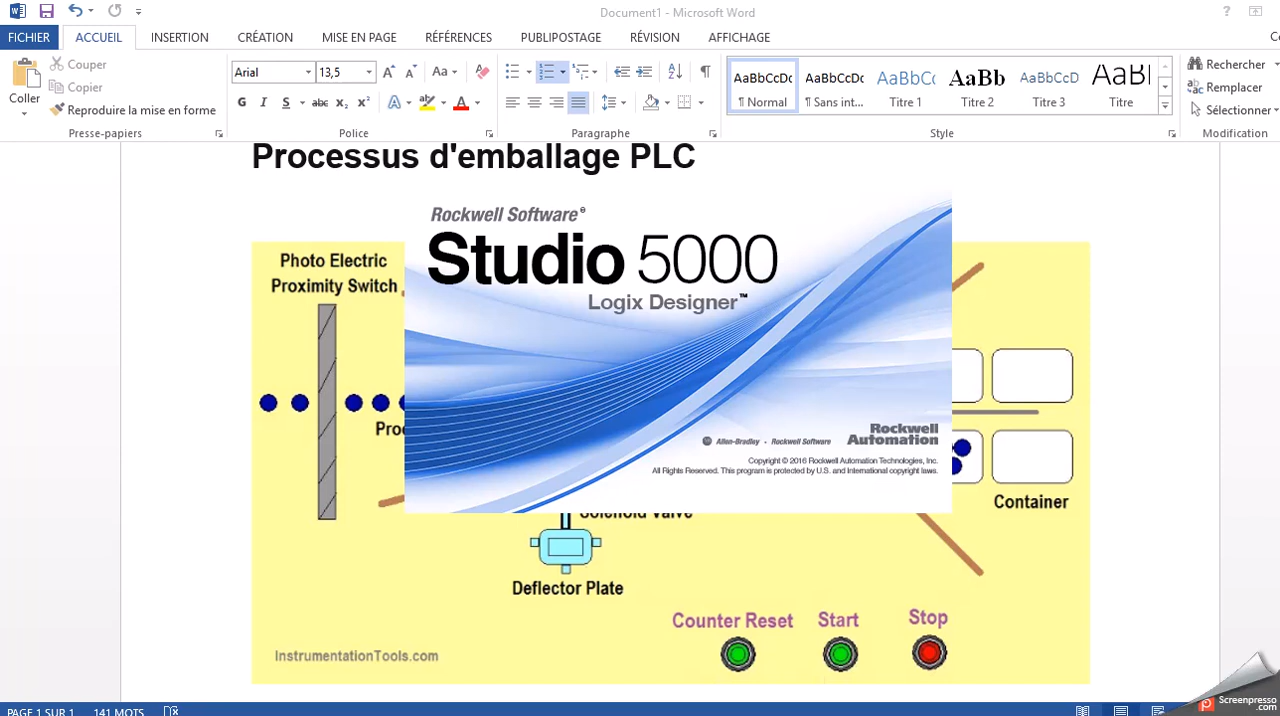 Document1 - Microsoft Word
?
FICHIER ACCUEIL INSERTION CRÉATION MISE EN PAGE RÉFÉRENCES PUBLIPOSTAGE RÉVISION AFFICHAGE
Coller
Couper
Copier
Reproduire la mise en forme
Presse-papiers
Arial 13,5
Aa
G I S abc x₂ x²
A A
Police
Paragraphe
AaBbCcDc AaBbCcDc AaBbCc AaBb AaBbCcD AaBl
¶ Normal ¶ Sans int... Titre 1 Titre 2 Titre 3 Titre
Style
Rechercher
Remplacer
Sélectionner
Modification
Processus d'emballage PLC
Photo Electric
Proximity Switch
Rockwell Software®
Studio 5000
Logix Designer™
Allen-Bradley · Rockwell Software
Rockwell
Automation
Copyright © 2016 Rockwell Automation Technologies, Inc.
All Rights Reserved. This program is protected by U.S. and International copyright laws.
Container
Solenoid Valve
Deflector Plate
Counter Reset Start Stop
InstrumentationTools.com
PAGE 1 SUR 1 141 MOTS
Screenpresso
.com